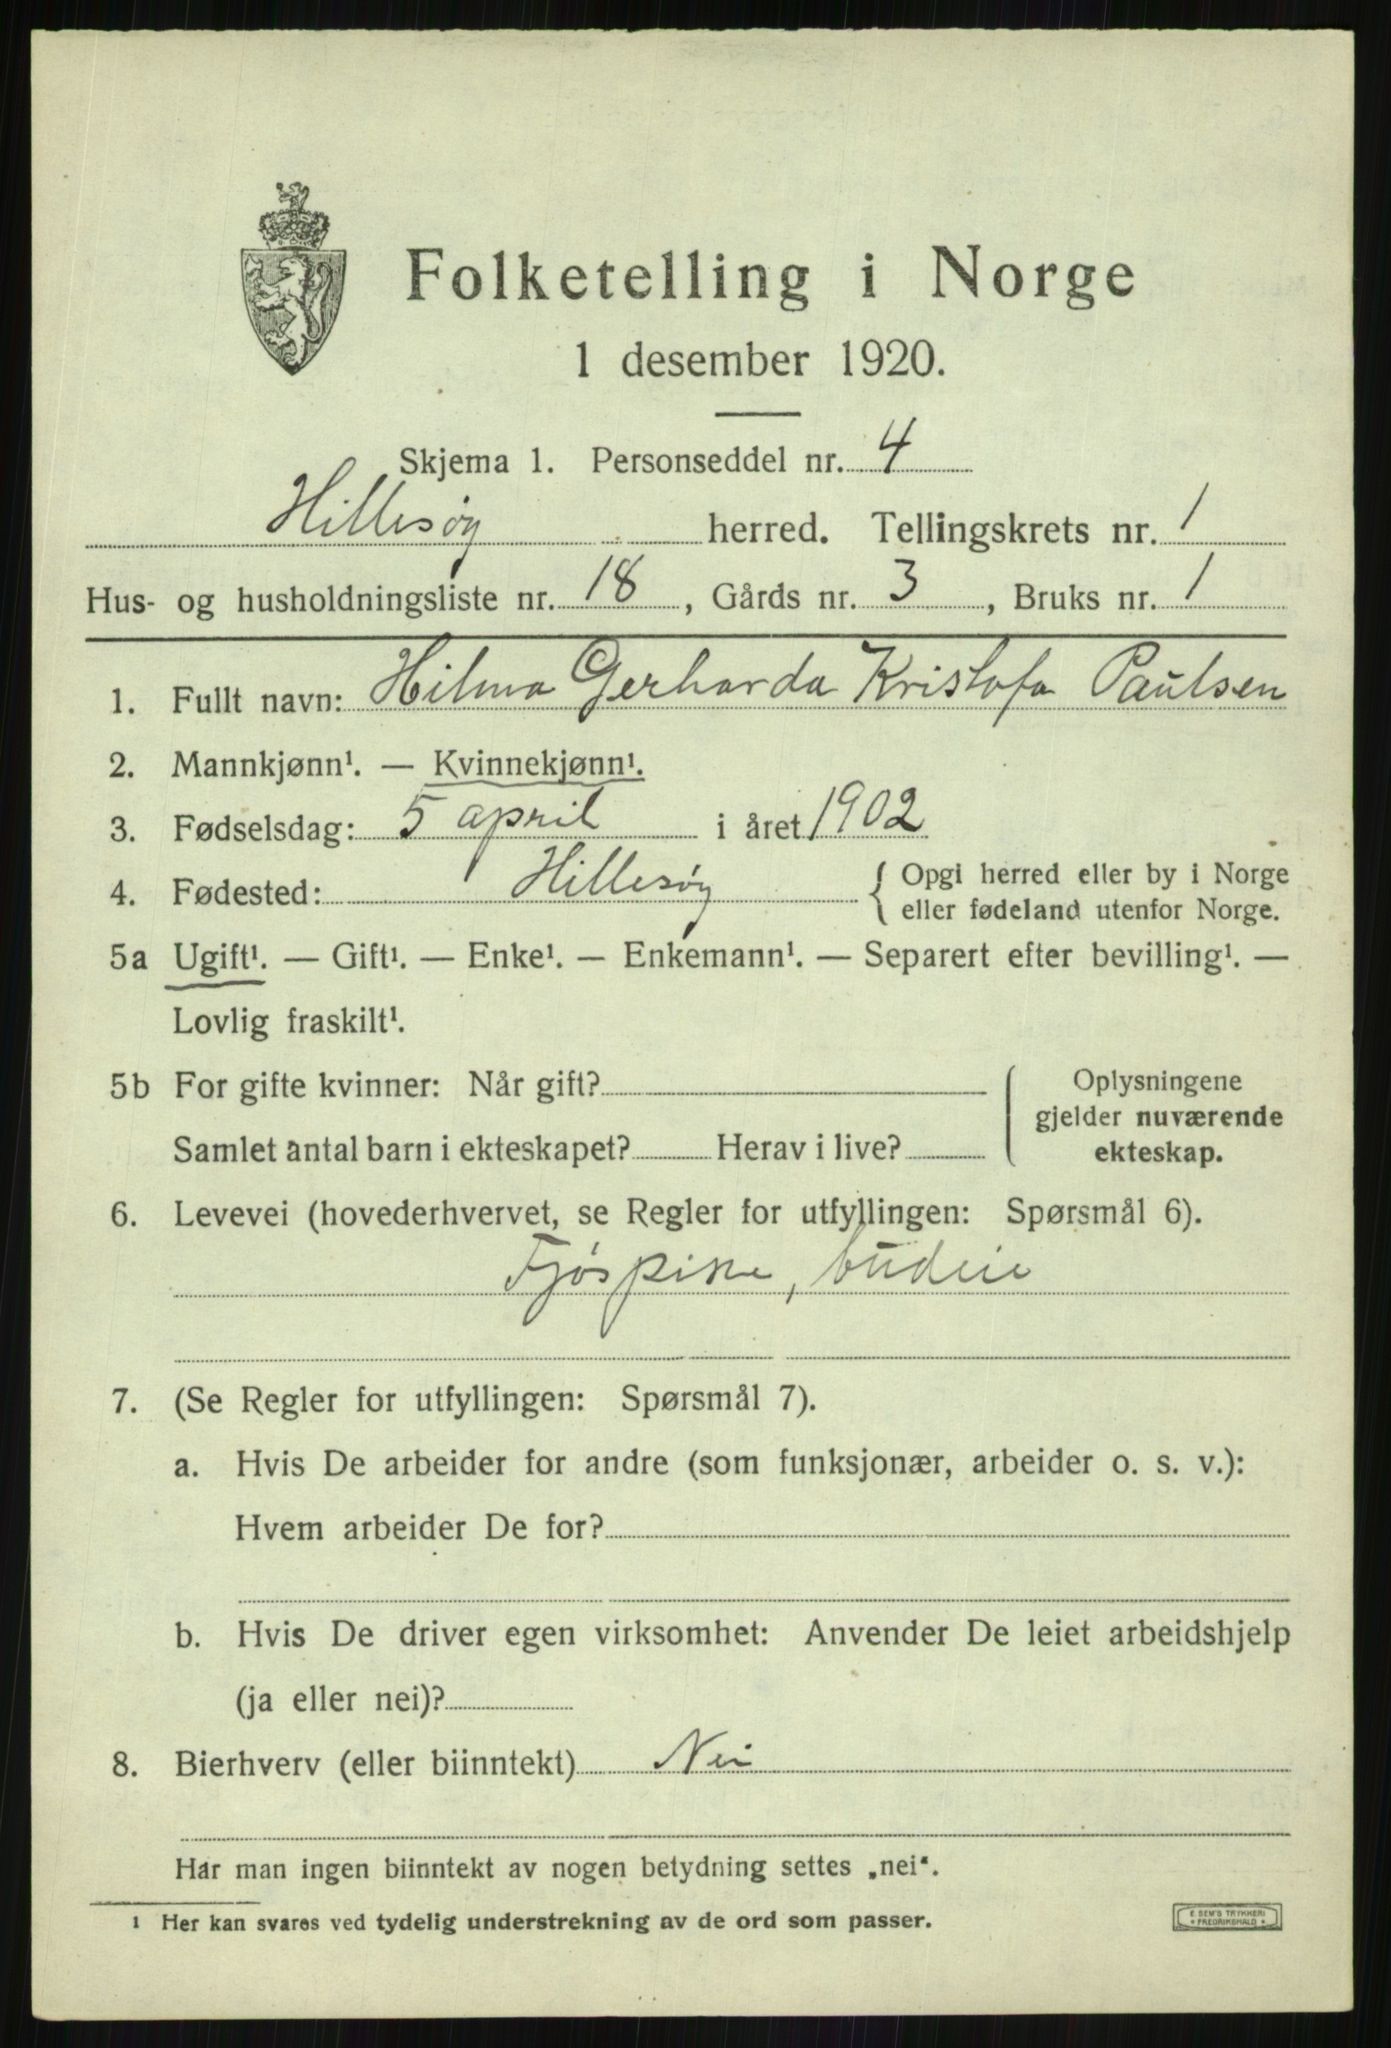 Folketelling i Norge
1 desember 1920.
Skjema 1. Personseddel nr. 4
Hillesøy herred. Tellingskrets nr. 1
Hus- og husholdningsliste nr. 18, Gårds nr. 3, Bruks nr. 1
1. Fullt navn: Hilma Gerharda Kristofa Paulsen
2. Mannkjønn¹. — Kvinnekjønn¹.
3. Fødselsdag: 5 april i året 1902
4. Fødested: Hillesøy { Opgi herred eller by i Norge
eller fødeland utenfor Norge.
5a Ugift¹. — Gift¹. — Enke¹. — Enkemann¹. — Separert efter bevilling¹. —
Lovlig fraskilt¹.
5b For gifte kvinner: Når gift?
Samlet antal barn i ekteskapet? Herav i live?
Oplysningene
gjelder nuværende
ekteskap.
6. Levevei (hovederhvervet, se Regler for utfyllingen: Spørsmål 6).
Fjøspike, budeie
7. (Se Regler for utfyllingen: Spørsmål 7).
a. Hvis De arbeider for andre (som funksjonær, arbeider o. s. v.):
Hvem arbeider De for?
b. Hvis De driver egen virksomhet: Anvender De leiet arbeidshjelp
(ja eller nei)?
8. Bierhverv (eller biinntekt) Nei
Har man ingen biinntekt av nogen betydning settes „nei“.
¹ Her kan svares ved tydelig understrekning av de ord som passer.
E. SEM'S TRYKKERI
FREDRIKSHALD